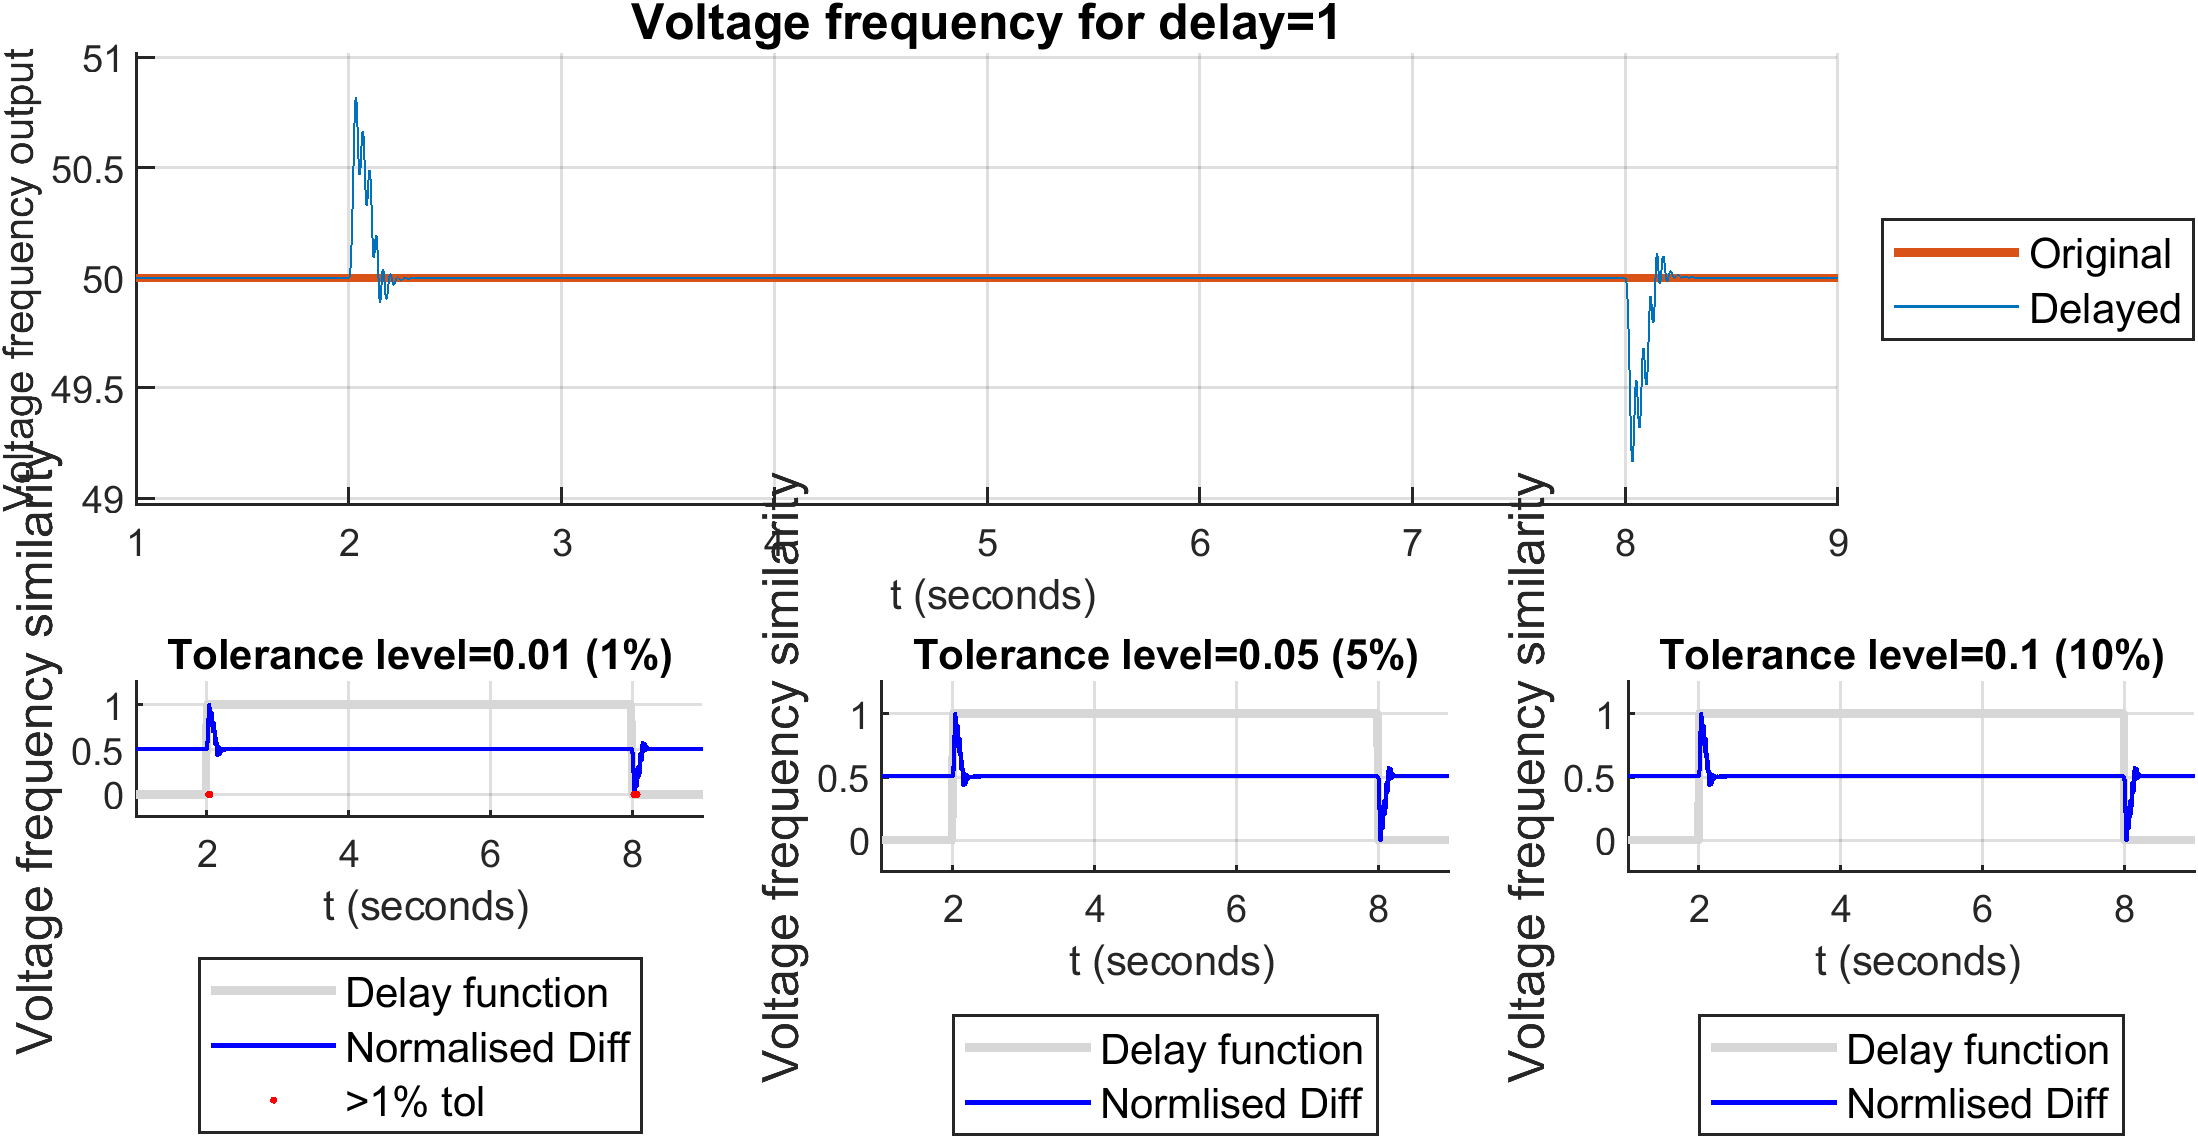 Voltage frequency for delay=1
Voltage frequency output
51
50.5
50
49.5
49
1 2 3 4 5 6 7 8 9
t (seconds)
Original
Delayed
Voltage frequency similarity
Tolerance level=0.01 (1%)
1
0.5
0
2 4 6 8
t (seconds)
Delay function
Normalised Diff
>1% tol
Voltage frequency similarity
Tolerance level=0.05 (5%)
1
0.5
0
2 4 6 8
t (seconds)
Delay function
Normlised Diff
Voltage frequency similarity
Tolerance level=0.1 (10%)
1
0.5
0
2 4 6 8
t (seconds)
Delay function
Normlised Diff